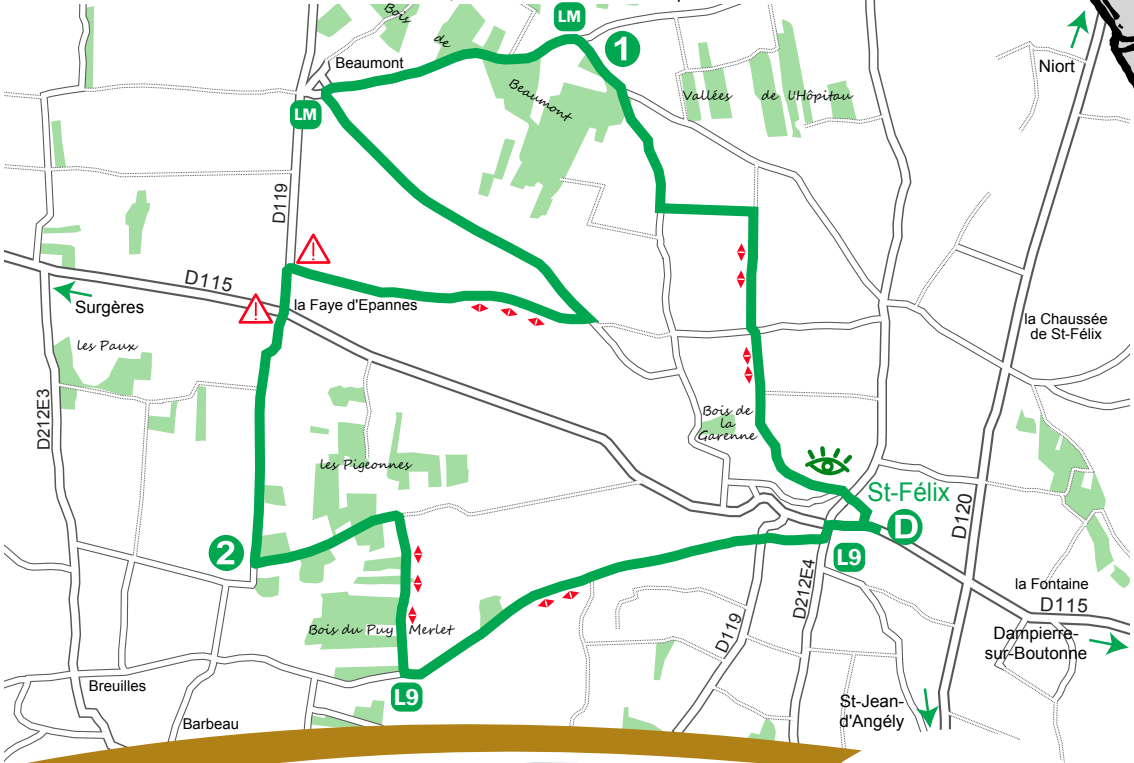 Bois
de
Beaumont
LM
1
Beaumont
LM
Vallées de l'Hôpitau
Niort
D119
D115
Surgères
la Faye d'Epannes
les Paux
D212E3
la Chaussée
de St-Félix
Bois de
la
Garenne
les Pigeonnes
St-Félix
D
D120
2
L9
D212E4
la Fontaine
D115
Dampierre-
sur-Boutonne
D119
Bois du Puy Merlet
L9
Breuilles
Barbeau
St-Jean-
d'Angély